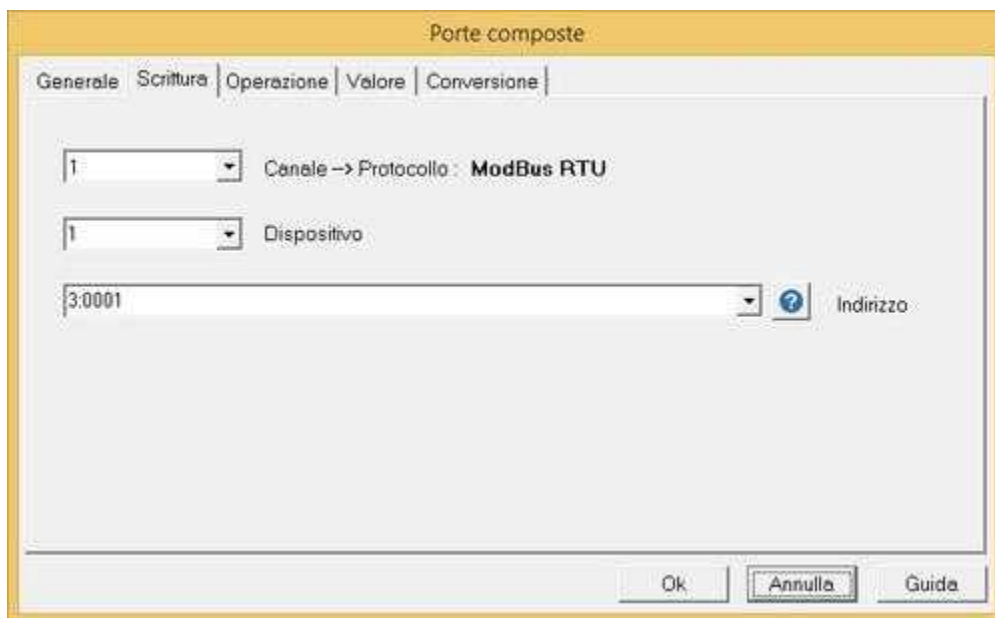 Porte composte
Generale Scrittura Operazione Valore Conversione
1 Canale --> Protocollo : ModBus RTU
1 Dispositivo
3:0001 ? Indirizzo
Ok Annulla Guida